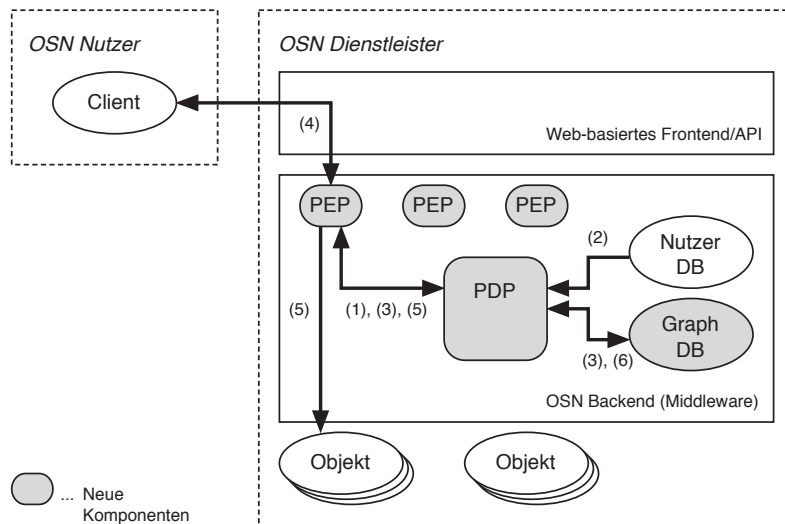 OSN Nutzer
OSN Dienstleister
Client
(4)
Web-basiertes Frontend/API
PEP
PEP
PEP
(2)
Nutzer
DB
PDP
(5)
(1), (3), (5)
Graph
DB
(3), (6)
OSN Backend (Middleware)
Objekt
Objekt
... Neue
Komponenten